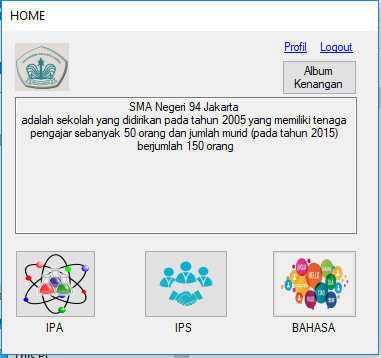 HOME
Profil Logout
Album
Kenangan
SMA Negeri 94 Jakarta
adalah sekolah yang didirikan pada tahun 2005 yang memiliki tenaga
pengajar sebanyak 50 orang dan jumlah murid (pada tahun 2015)
berjumlah 150 orang
HELLO
IPA IPS BAHASA